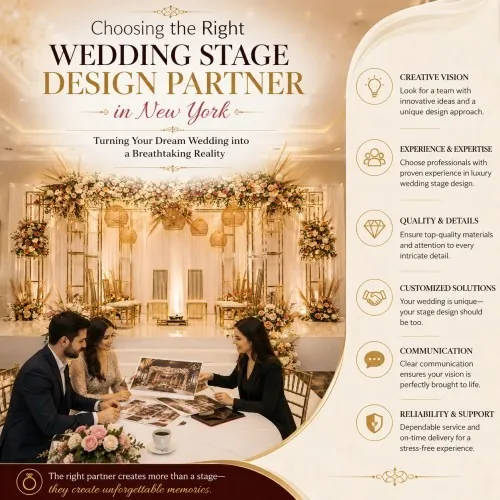 Choosing the Right
WEDDING STAGE
DESIGN PARTNER
in New York
Turning Your Dream Wedding into
a Breathtaking Reality
CREATIVE VISION
Look for a team with
innovative ideas and a
unique design approach.
EXPERIENCE & EXPERTISE
Choose professionals with
proven experience in luxury
wedding stage design.
QUALITY & DETAILS
Ensure top-quality materials
and attention to every
intricate detail.
CUSTOMIZED SOLUTIONS
Your wedding is unique—
your stage design should
be too.
COMMUNICATION
Clear communication
ensures your vision is
perfectly brought to life.
RELIABILITY & SUPPORT
Dependable service and
on-time delivery for a
stress-free experience.
The right partner creates more than a stage—
they create unforgettable memories.